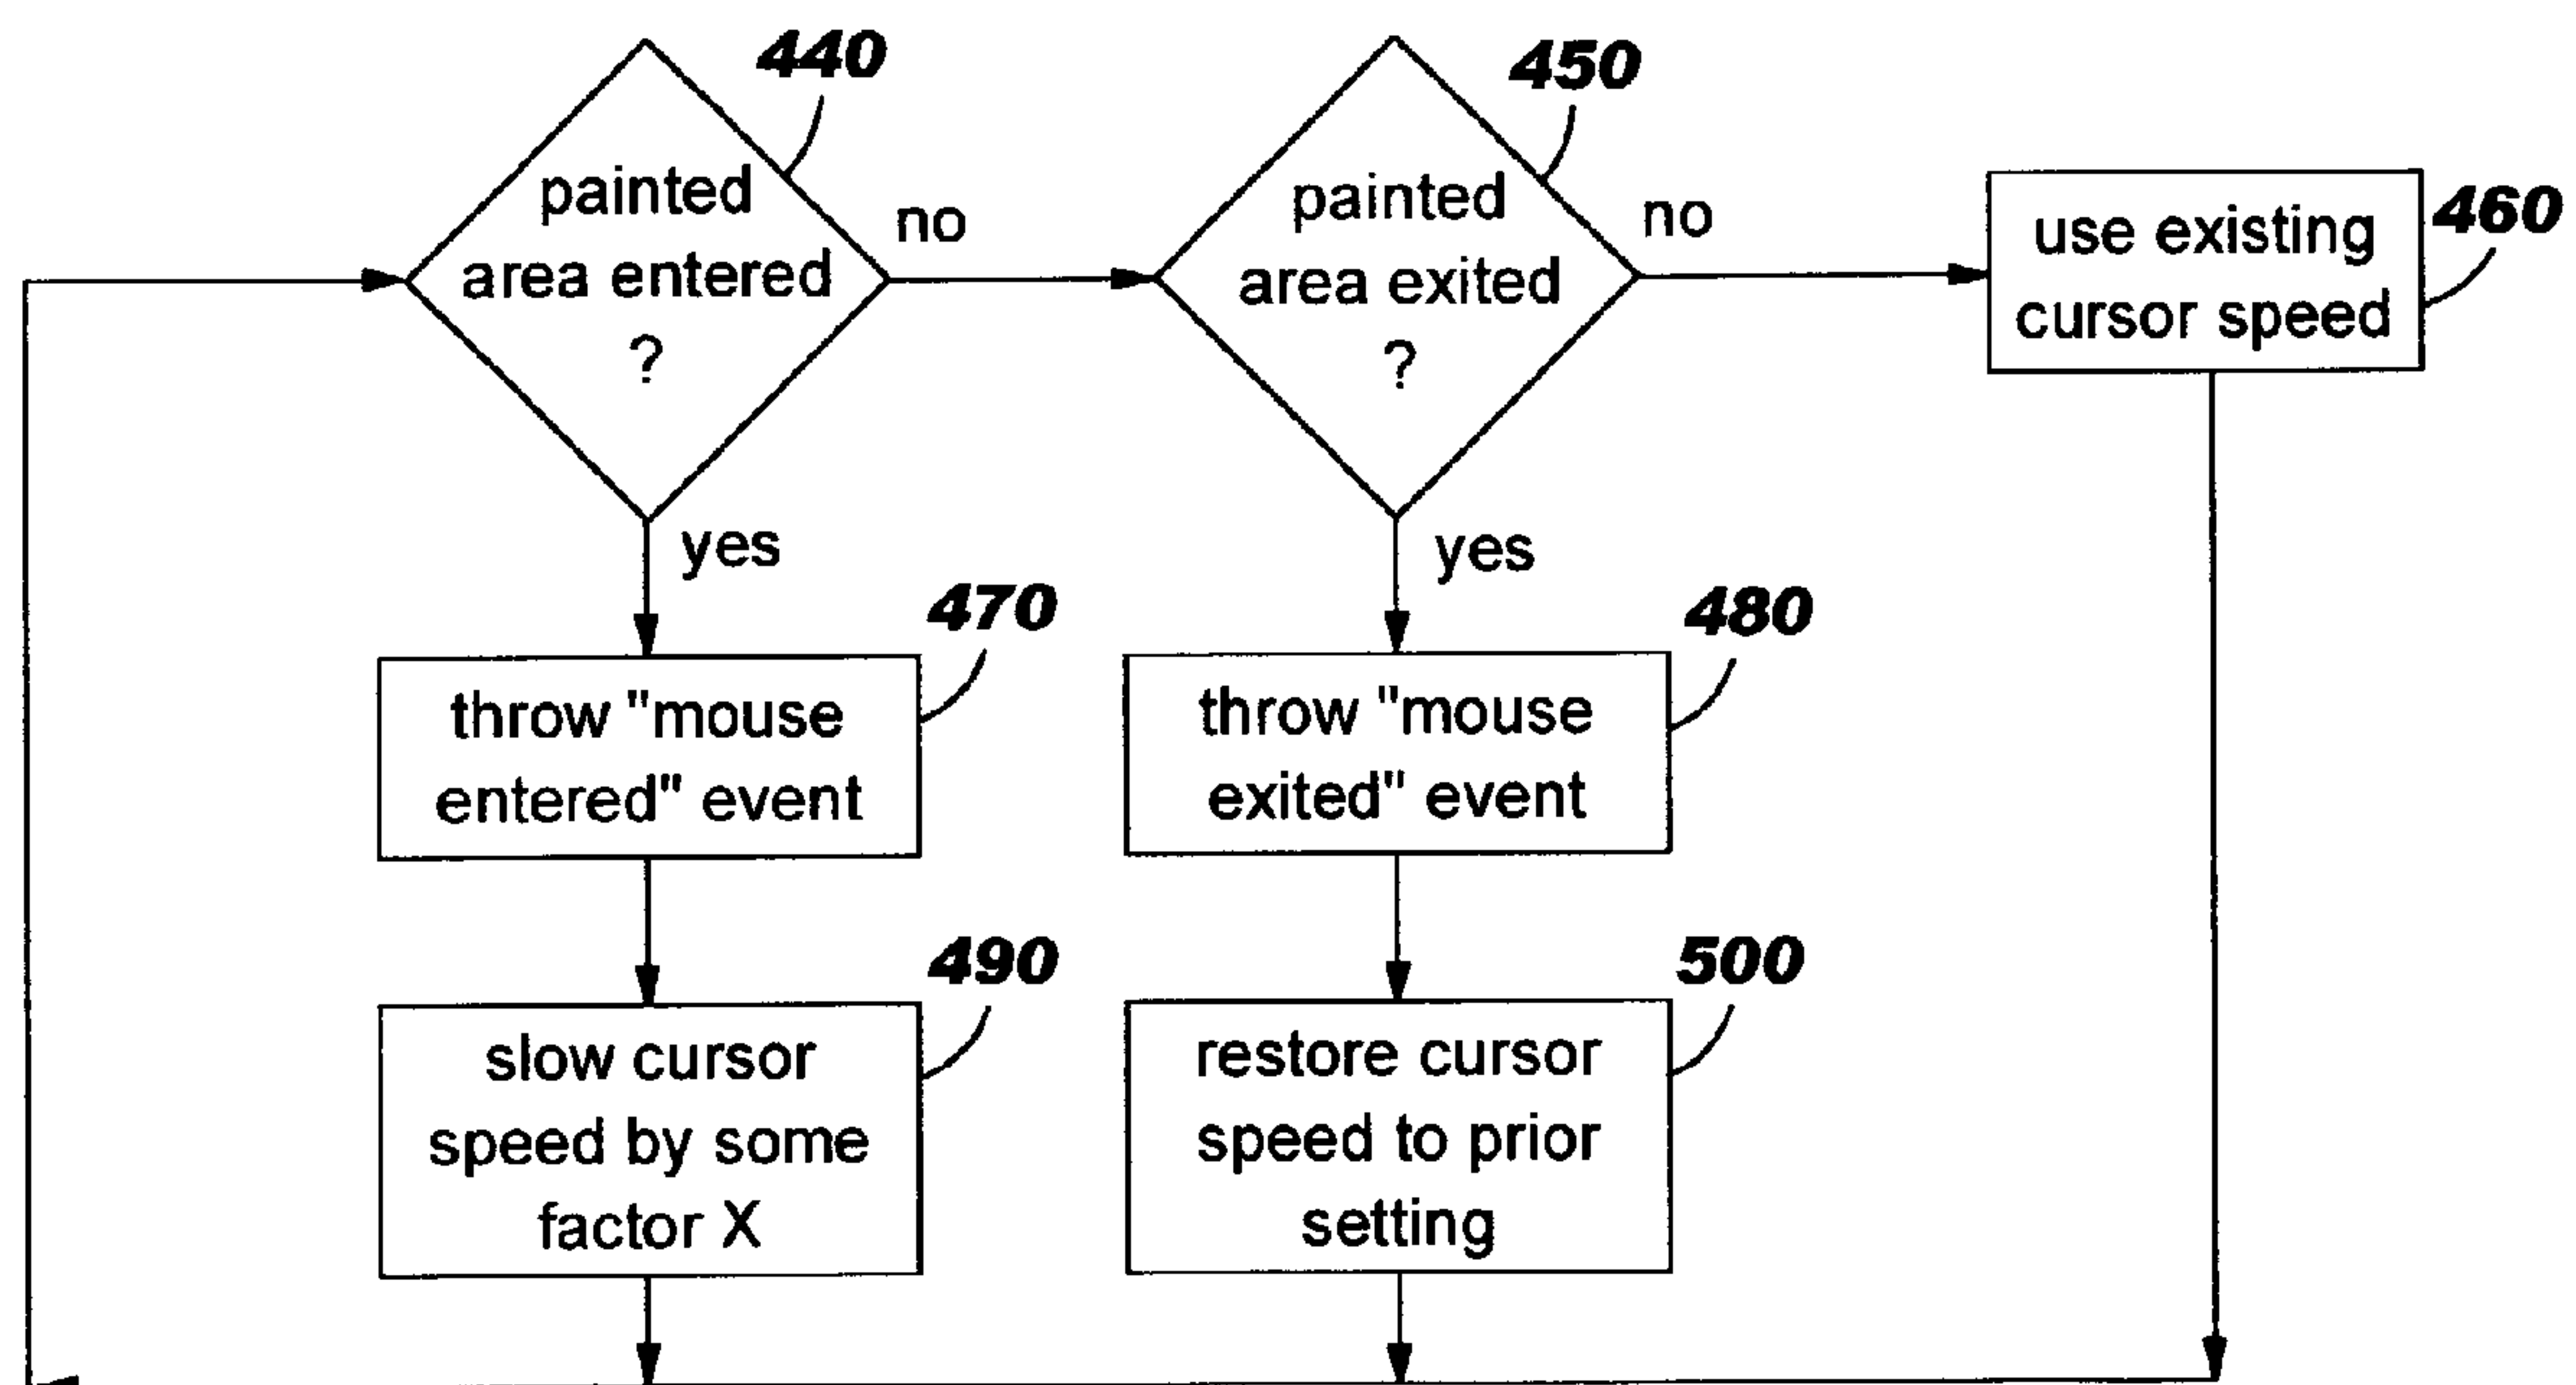 440
painted
area entered
?
no
yes
450
painted
area exited
?
no
yes
use existing
cursor speed
460
470
throw "mouse
entered" event
480
throw "mouse
exited" event
490
slow cursor
speed by some
factor X
500
restore cursor
speed to prior
setting